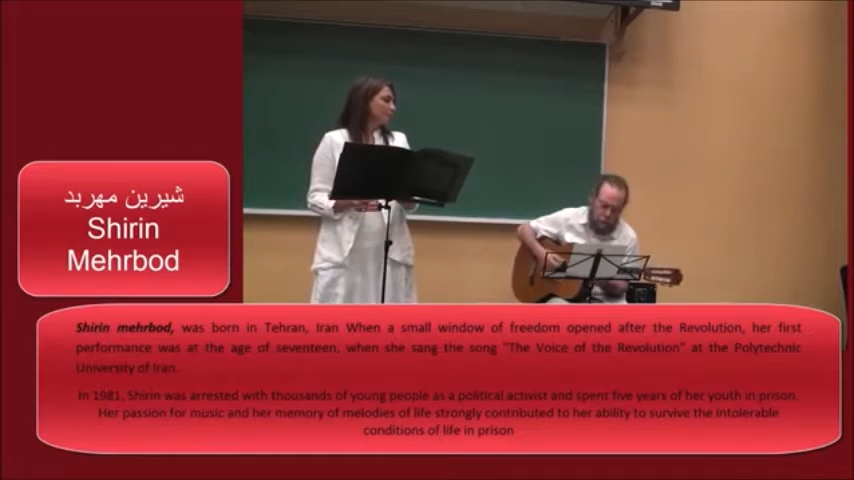 شیرین مهربد
Shirin
Mehrbod
Shirin mehrbod, was born in Tehran, Iran When a small window of freedom opened after the Revolution, her first
performance was at the age of seventeen, when she sang the song "The Voice of the Revolution" at the Polytechnic
University of Iran.
In 1981, Shirin was arrested with thousands of young people as a political activist and spent five years of her youth in prison.
Her passion for music and her memory of melodies of life strongly contributed to her ability to survive the intolerable
conditions of life in prison